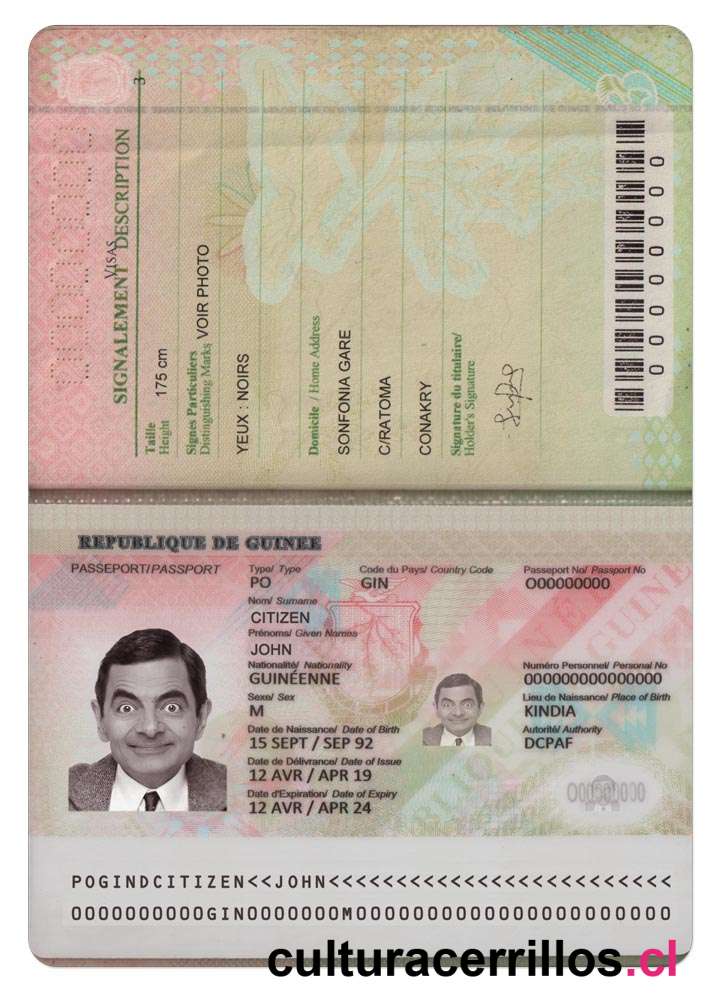 3
SIGNALEMENT DESCRIPTION
VISAS
Taille
Height
175 cm
Signes Particuliers
Distinguishing Marks
VOIR PHOTO
YEUX : NOIRS
Domicile / Home Address
SONFONIA GARE
C/RATOMA
CONAKRY
Signature du titulaire/
Holder's Signature
000000000
REPUBLIQUE DE GUINEE
PASSEPORT/PASSPORT
Type/ Type
Code du Pays/ Country Code
Passeport No/ Passport No
PO
GIN
O00000000
Nom/ Surname
CITIZEN
Prénoms/ Given Names
JOHN
Nationalité/ Nationality
Numéro Personnel/ Personal No
GUINÉENNE
000000000000000
Sexe/ Sex
Lieu de Naissance/ Place of Birth
M
KINDIA
Date de Naissance/ Date of Birth
Autorité/ Authority
15 SEPT / SEP 92
DCPAF
Date de Délivrance/ Date of Issue
12 AVR / APR 19
Date d'Expiration/ Date of Expiry
12 AVR / APR 24
POGINDCITIZEN<<JOHN<<<<<<<<<<<<<<<<<<<<<<<<<
0000000000GIN0000000M00000000000000000000000
culturacerrillos.cl